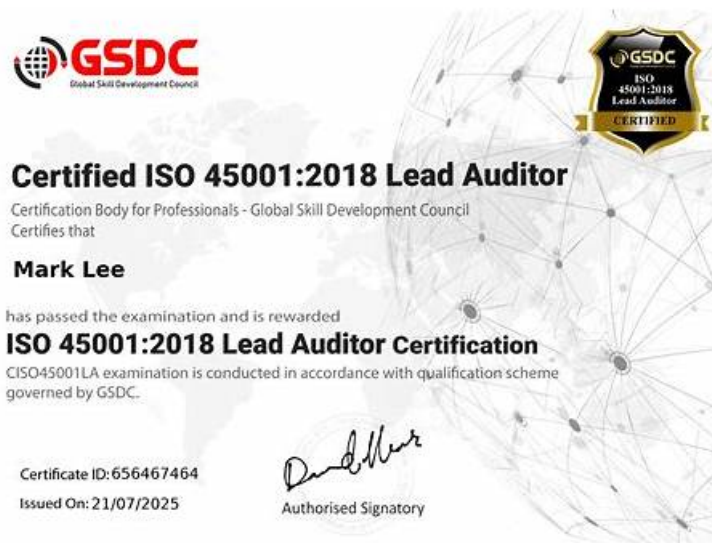 GSDC
Global Skill Development Council
GSDC
ISO
45001:2018
Lead Auditor
CERTIFIED
Certified ISO 45001:2018 Lead Auditor
Certification Body for Professionals - Global Skill Development Council
Certifies that
Mark Lee
has passed the examination and is rewarded
ISO 45001:2018 Lead Auditor Certification
CISO45001LA examination is conducted in accordance with qualification scheme
governed by GSDC.
Certificate ID: 656467464
Issued On: 21/07/2025
Authorised Signatory